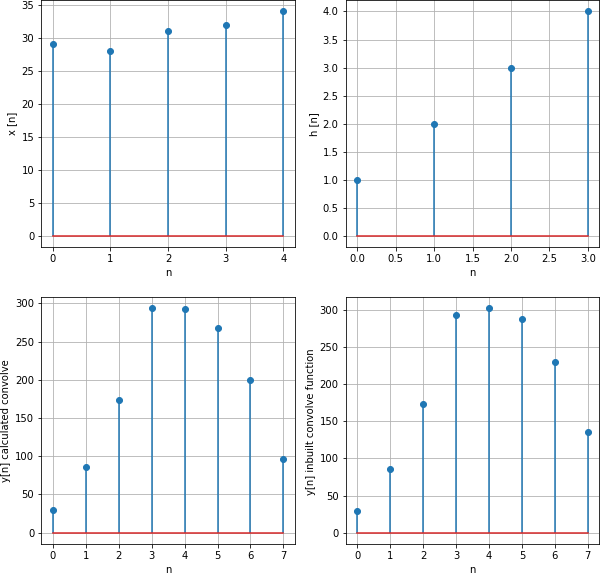 35
30
25
20
15
10
5
0
x [n]
0 1 2 3 4
n
4.0
3.5
3.0
2.5
2.0
1.5
1.0
0.5
0.0
h [n]
0.0 0.5 1.0 1.5 2.0 2.5 3.0
n
300
250
200
150
100
50
0
y[n] calculated convolve
0 1 2 3 4 5 6 7
n
300
250
200
150
100
50
0
y[n] inbuilt convolve function
0 1 2 3 4 5 6 7
n